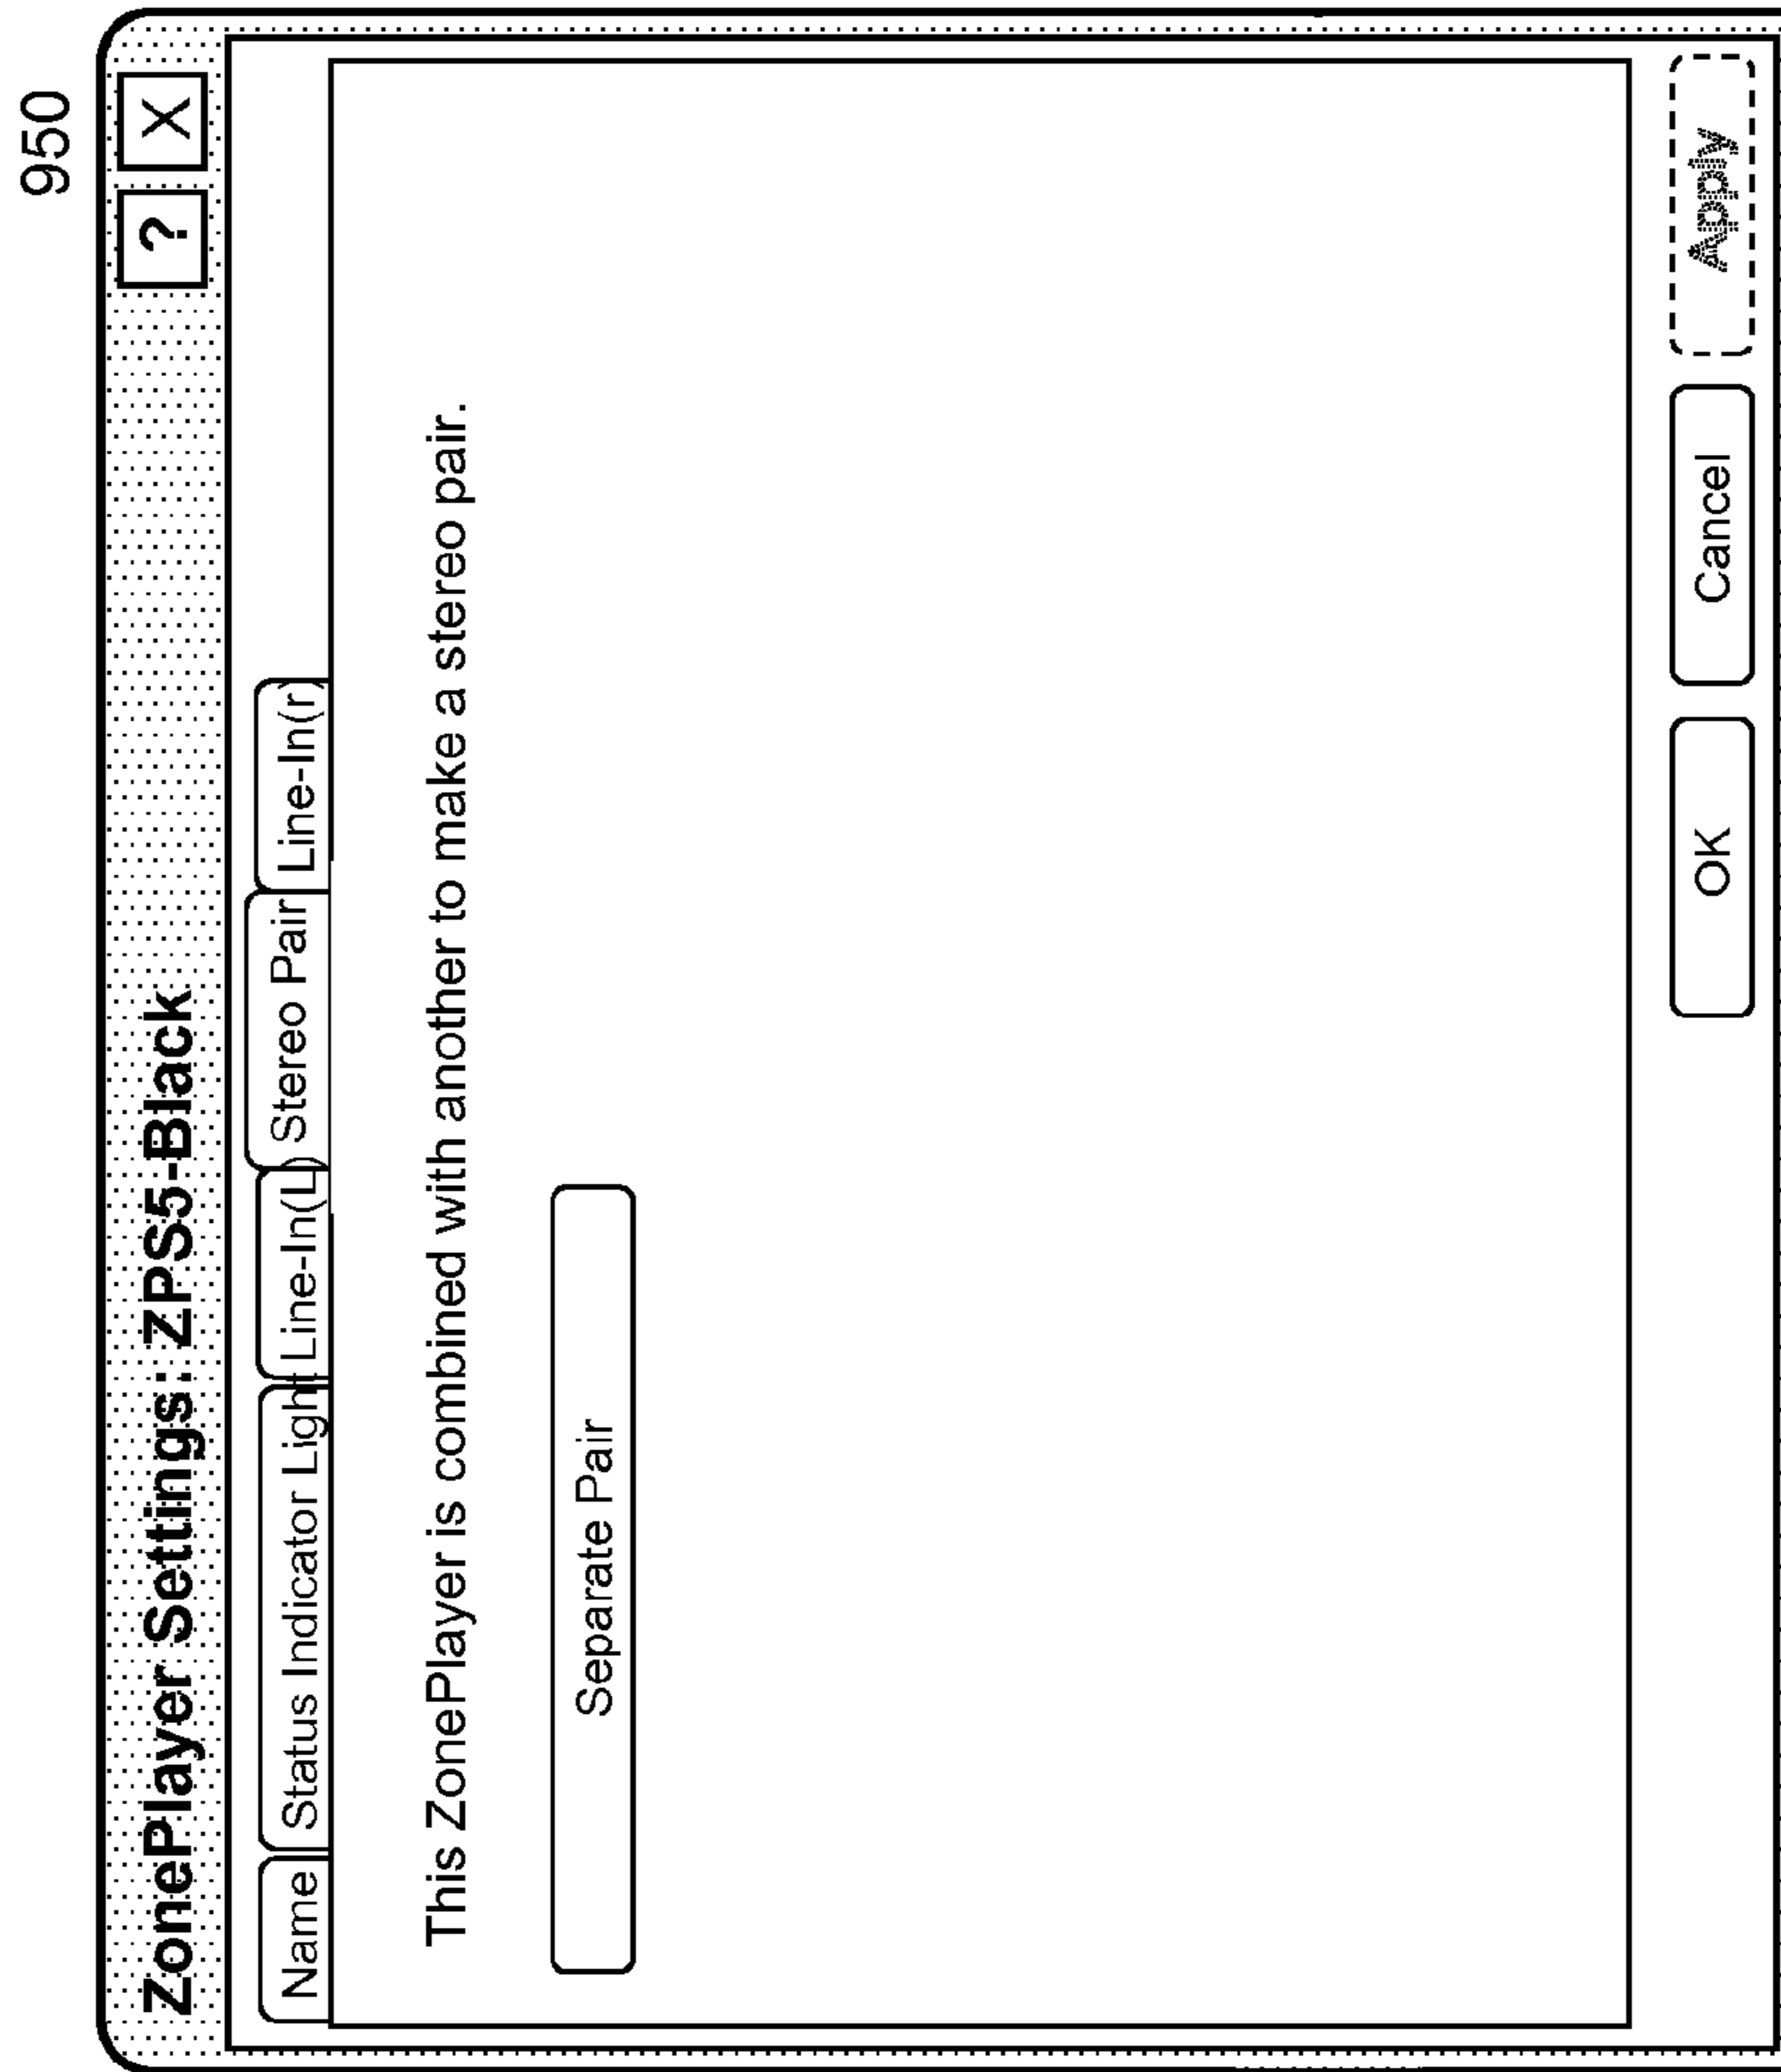 950
ZonePlayer Settings: ZPS5-Black
? X
Name Status Indicator Light Line-In(L) Stereo Pair Line-In(r)
This ZonePlayer is combined with another to make a stereo pair.
Separate Pair
OK Cancel Apply